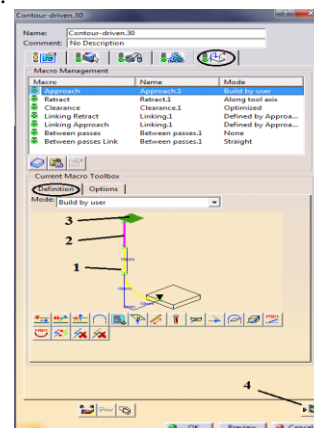 Contour-driven.30
Name: Contour-driven.30
Comment: No Description
Macro Management
Macro Name Mode
Approach Approach.1 Build by user
Retract Retract.1 Along tool axis
Clearance Clearance.1 Optimized
Linking Retract Linking.1 Defined by Approa...
Linking Approach Linking.1 Defined by Approa...
Between passes Between passes.1 None
Between passes Link Between passes.1 Straight
Current Macro Toolbox
Definition Options
Mode: Build by user
3
2
1
4
OK Preview Cancel